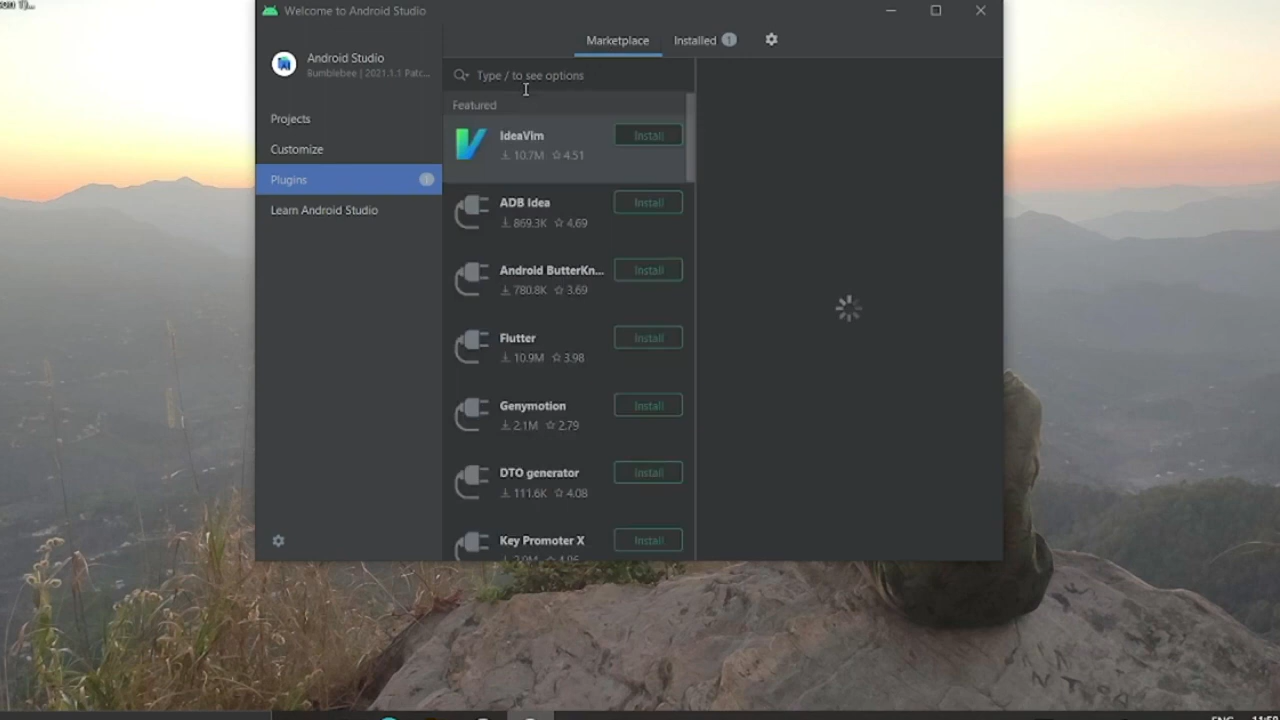 Welcome to Android Studio
Android Studio
Bumblebee | 2021.1.1 Patc...
Projects
Customize
Plugins
Learn Android Studio
Marketplace
Installed 1
Type / to see options
Featured
IdeaVim
Install
10.7M 4.51
ADB Idea
Install
869.3K 4.69
Android ButterKn...
Install
780.8K 3.69
Flutter
Install
10.9M 3.98
Genymotion
Install
2.1M 2.79
DTO generator
Install
111.6K 4.08
Key Promoter X
Install
ENG